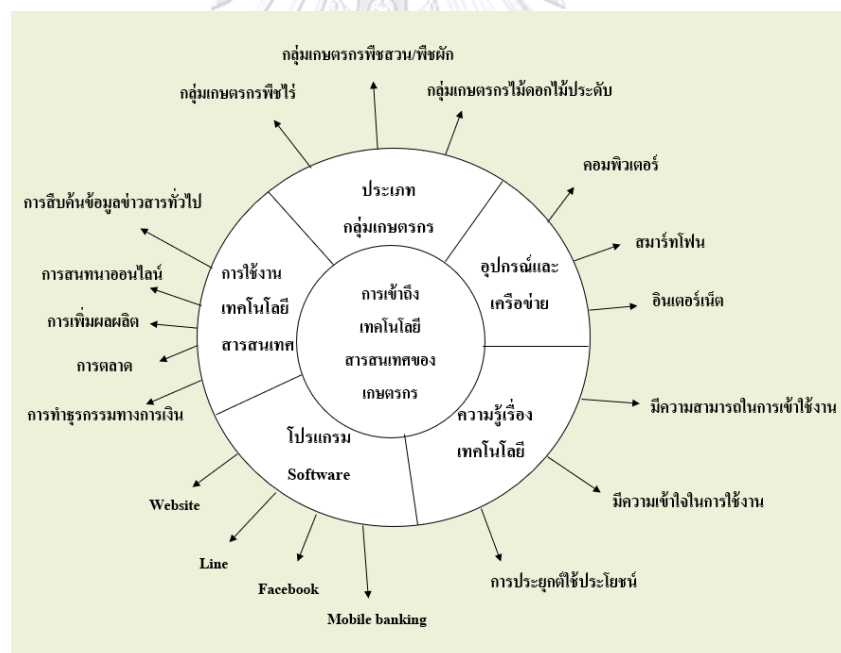 กลุ่มเกษตรกรพืชสวน/พืชผัก
กลุ่มเกษตรกรพืชไร่
กลุ่มเกษตรกรไม้ดอกไม้ประดับ
ประเภท
กลุ่มเกษตรกร
คอมพิวเตอร์
สมาร์ทโฟน
อินเตอร์เน็ต
อุปกรณ์และ
เครือข่าย
การสืบค้นข้อมูลข่าวสารทั่วไป
การสนทนาออนไลน์
การเพิ่มผลผลิต
การตลาด
การทำธุรกรรมทางการเงิน
การใช้งาน
เทคโนโลยี
สารสนเทศ
การเข้าถึง
เทคโนโลยี
สารสนเทศของ
เกษตรกร
ความรู้เรื่อง
เทคโนโลยี
มีความสามารถในการเข้าใช้งาน
มีความเข้าใจในการใช้งาน
การประยุกต์ใช้ประโยชน์
โปรแกรม
Software
Website
Line
Facebook
Mobile banking